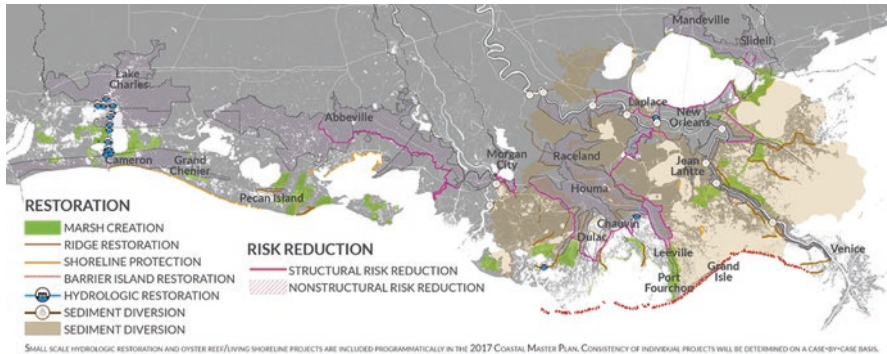 Mandeville
Slidell
Lake
Charles
Laplace
New
Orleans
Abbeville
Morgan
City
Raceland
Jean
Lafitte
Cameron
Grand
Chenier
Houma
Pecan Island
Chauvin
Dulac
Leeville
Venice
Port
Fourchon
Grand
Isle
RESTORATION
MARSH CREATION
RIDGE RESTORATION
SHORELINE PROTECTION
BARRIER ISLAND RESTORATION
HYDROLOGIC RESTORATION
SEDIMENT DIVERSION
SEDIMENT DIVERSION
RISK REDUCTION
STRUCTURAL RISK REDUCTION
NONSTRUCTURAL RISK REDUCTION
SMALL SCALE HYDROLOGIC RESTORATION AND OYSTER REEF/LIVING SHORELINE PROJECTS ARE INCLUDED PROGRAMMATICALLY IN THE 2017 COASTAL MASTER PLAN. CONSISTENCY OF INDIVIDUAL PROJECTS WILL BE DETERMINED ON A CASE-BY-CASE BASIS.